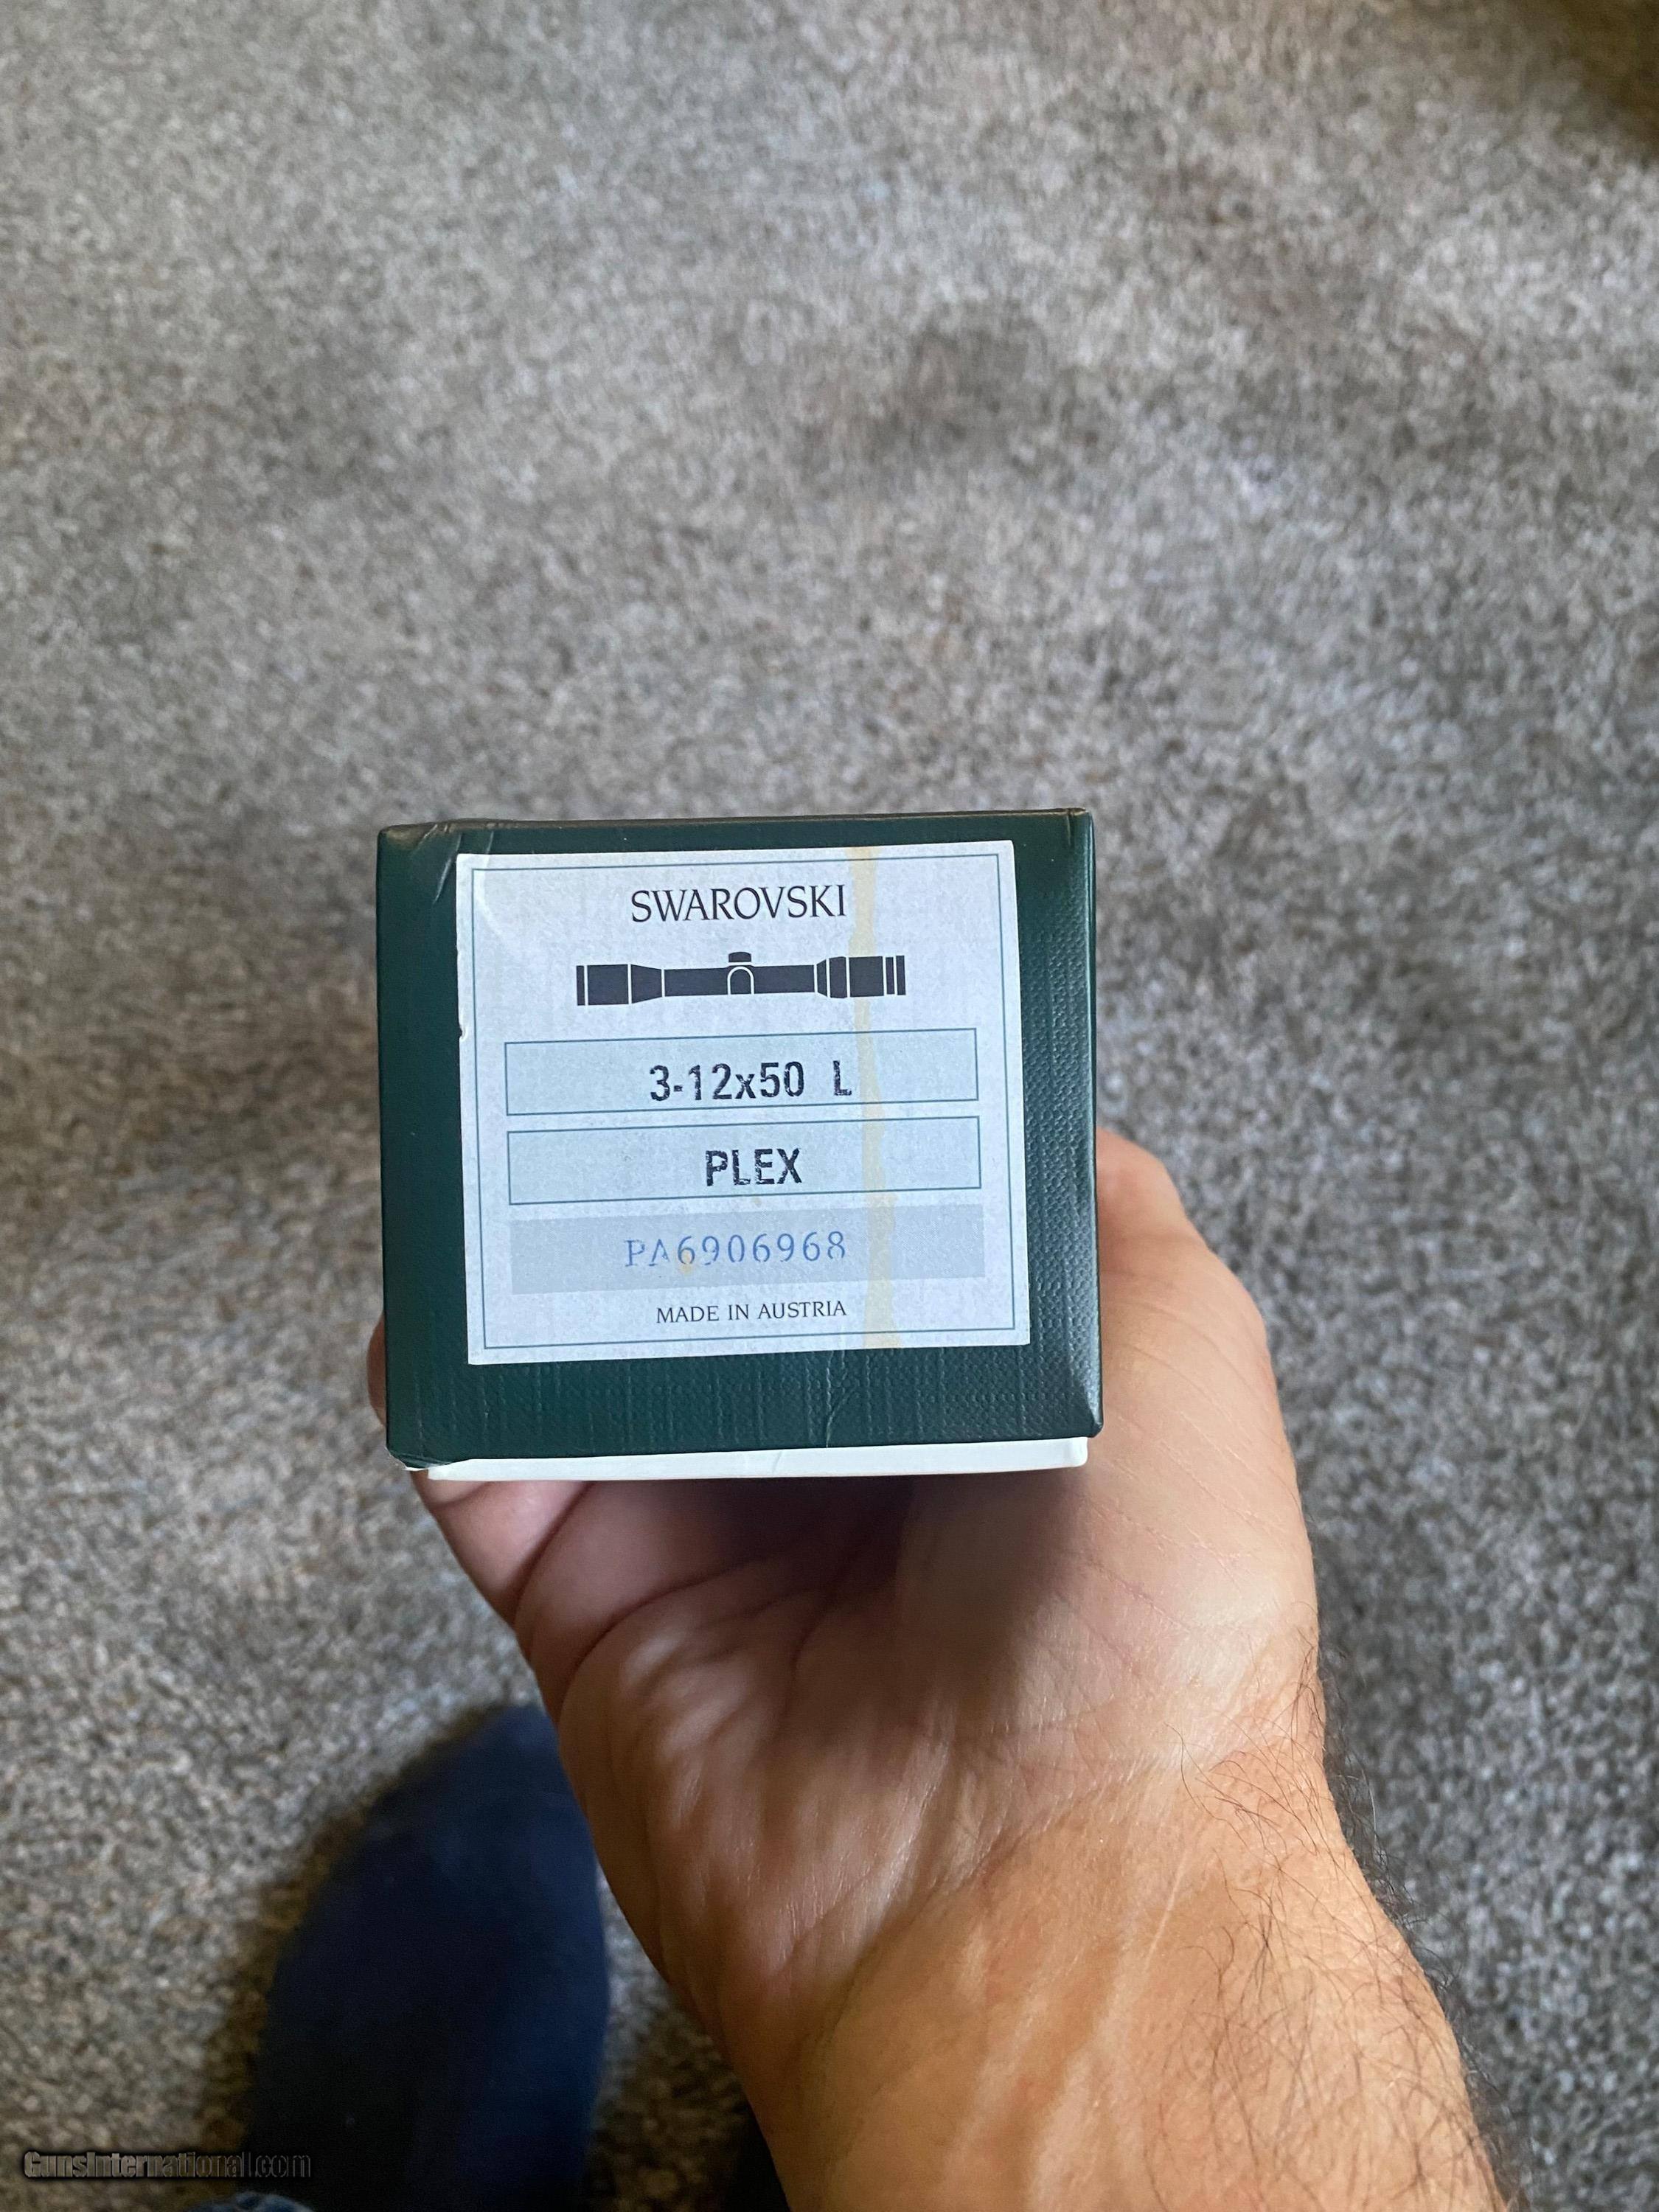 SWAROVSKI
3-12x50 L
PLEX
PA6906968
MADE IN AUSTRIA
GunsInternational.com